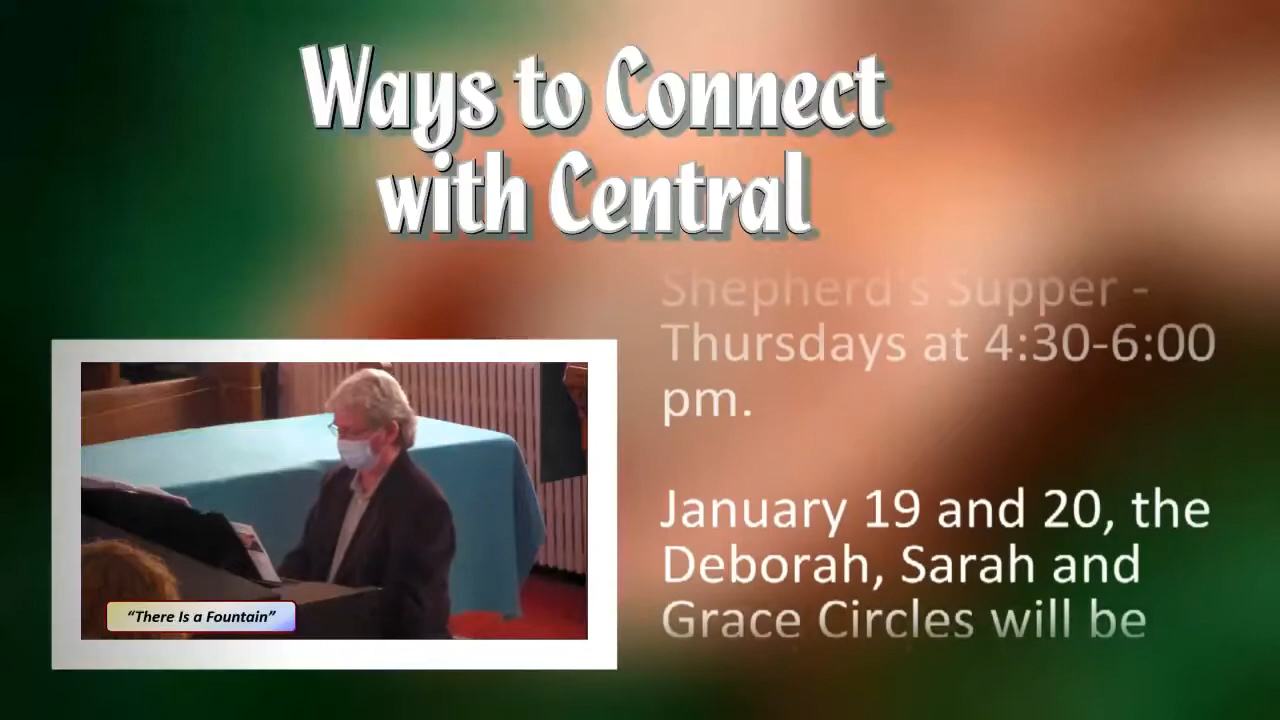 Ways to Connect
with Central
Shepherd's Supper -
Thursdays at 4:30-6:00
pm.
January 19 and 20, the
Deborah, Sarah and
Grace Circles will be
“There Is a Fountain”